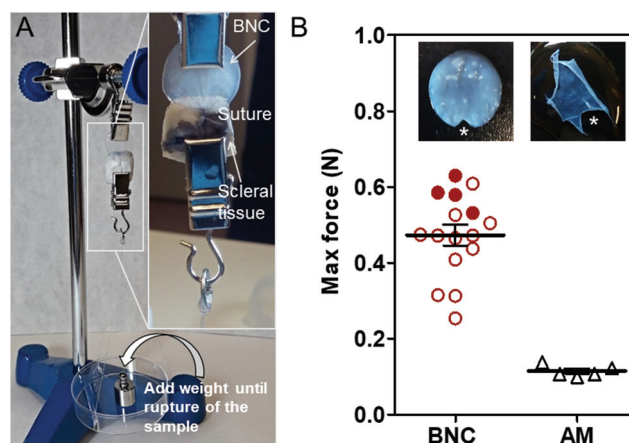 A
BNC
Suture
Scleral
tissue
Add weight until
rupture of the
sample
B
Max force (N)
1.0
0.8
0.6
0.4
0.2
0.0
*
*
BNC
AM